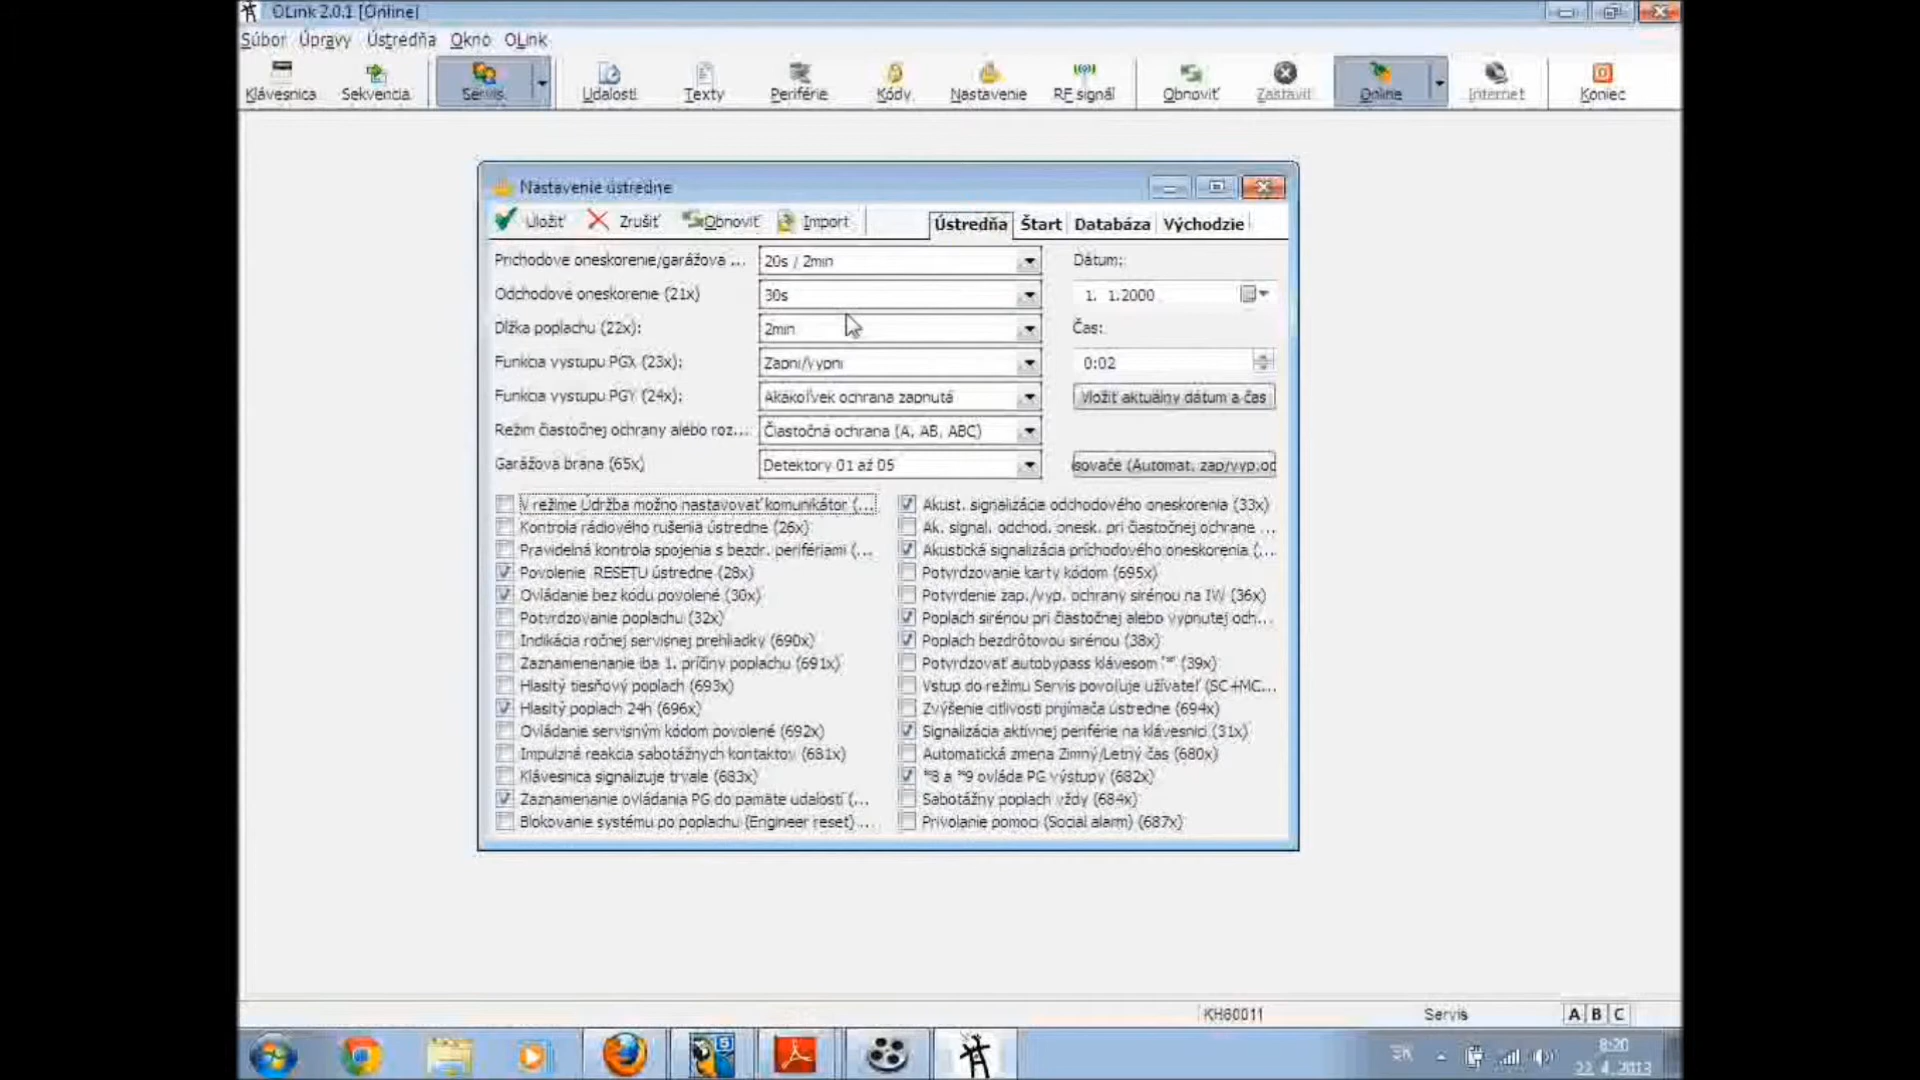 OLink 2.0.1 [Online]
Súbor Úpravy Ústredňa Okno OLink
Klávesnica Sekvencia Servis Udalosti Texty Periférie Kódy Nastavenie RF signál Obnoviť Zastaviť Online Internet Koniec
Nastavenie ústredne
Uložiť Zrušiť Obnoviť Import Ústredňa Štart Databáza Východzie
Príchodové oneskorenie/garážova ... 20s / 2min Dátum:
Odchodové oneskorenie (21x) 30s 1. 1.2000
Dĺžka poplachu (22x): 2min Čas:
Funkcia výstupu PGX (23x): Zapni/vypni 0:02
Funkcia výstupu PGY (24x): Akákoľvek ochrana zapnutá Vložiť aktuálny dátum a čas
Režim čiastočnej ochrany alebo roz... Čiastočná ochrana (A, AB, ABC)
Garážova brána (65x) Detektory 01 až 05 sovače (Automat. zap/vyp.oc
V režime Údržba možno nastavovať komunikátor (... Akust. signalizácia odchodového oneskorenia (33x)
Kontrola rádiového rušenia ústredne (26x) Ak. signal. odchod. onesk. pri čiastočnej ochrane ...
Pravidelná kontrola spojenia s bezdr. perifériami (... Akustická signalizácia príchodového oneskorenia (...
Povolenie RESETU ústredne (28x) Potvrdzovanie karty kódom (695x)
Ovládanie bez kódu povolené (30x) Potvrdenie zap./vyp. ochrany sirénou na IW (36x)
Potvrdzovanie poplachu (32x) Poplach sirénou pri čiastočnej alebo vypnutej och...
Indikácia ročnej servisnej prehliadky (690x) Poplach bezdrôtovou sirénou (38x)
Zaznamenenanie iba 1. príčiny poplachu (691x) Potvrdzovať autobypass klávesom '*' (39x)
Hlasitý tiesňový poplach (693x) Vstup do režimu Servis povoľuje užívateľ (SC+MC...
Hlasitý poplach 24h (696x) Zvýšenie citlivosti prijímača ústredne (694x)
Ovládanie servisným kódom povolené (692x) Signalizácia aktívnej periférie na klávesnici (31x)
Impulzná reakcia sabotážnych kontaktov (681x) Automatická zmena Zimný/Letný čas (680x)
Klávesnica signalizuje trvale (683x) *8 a *9 ovláda PG výstupy (682x)
Zaznamenanie ovládania PG do pamäte udalostí (... Sabotážny poplach vždy (684x)
Blokovanie systému po poplachu (Engineer reset) ... Privolanie pomoci (Social alarm) (687x)
KH60011 Servis A B C
8:20
22. 4. 2013